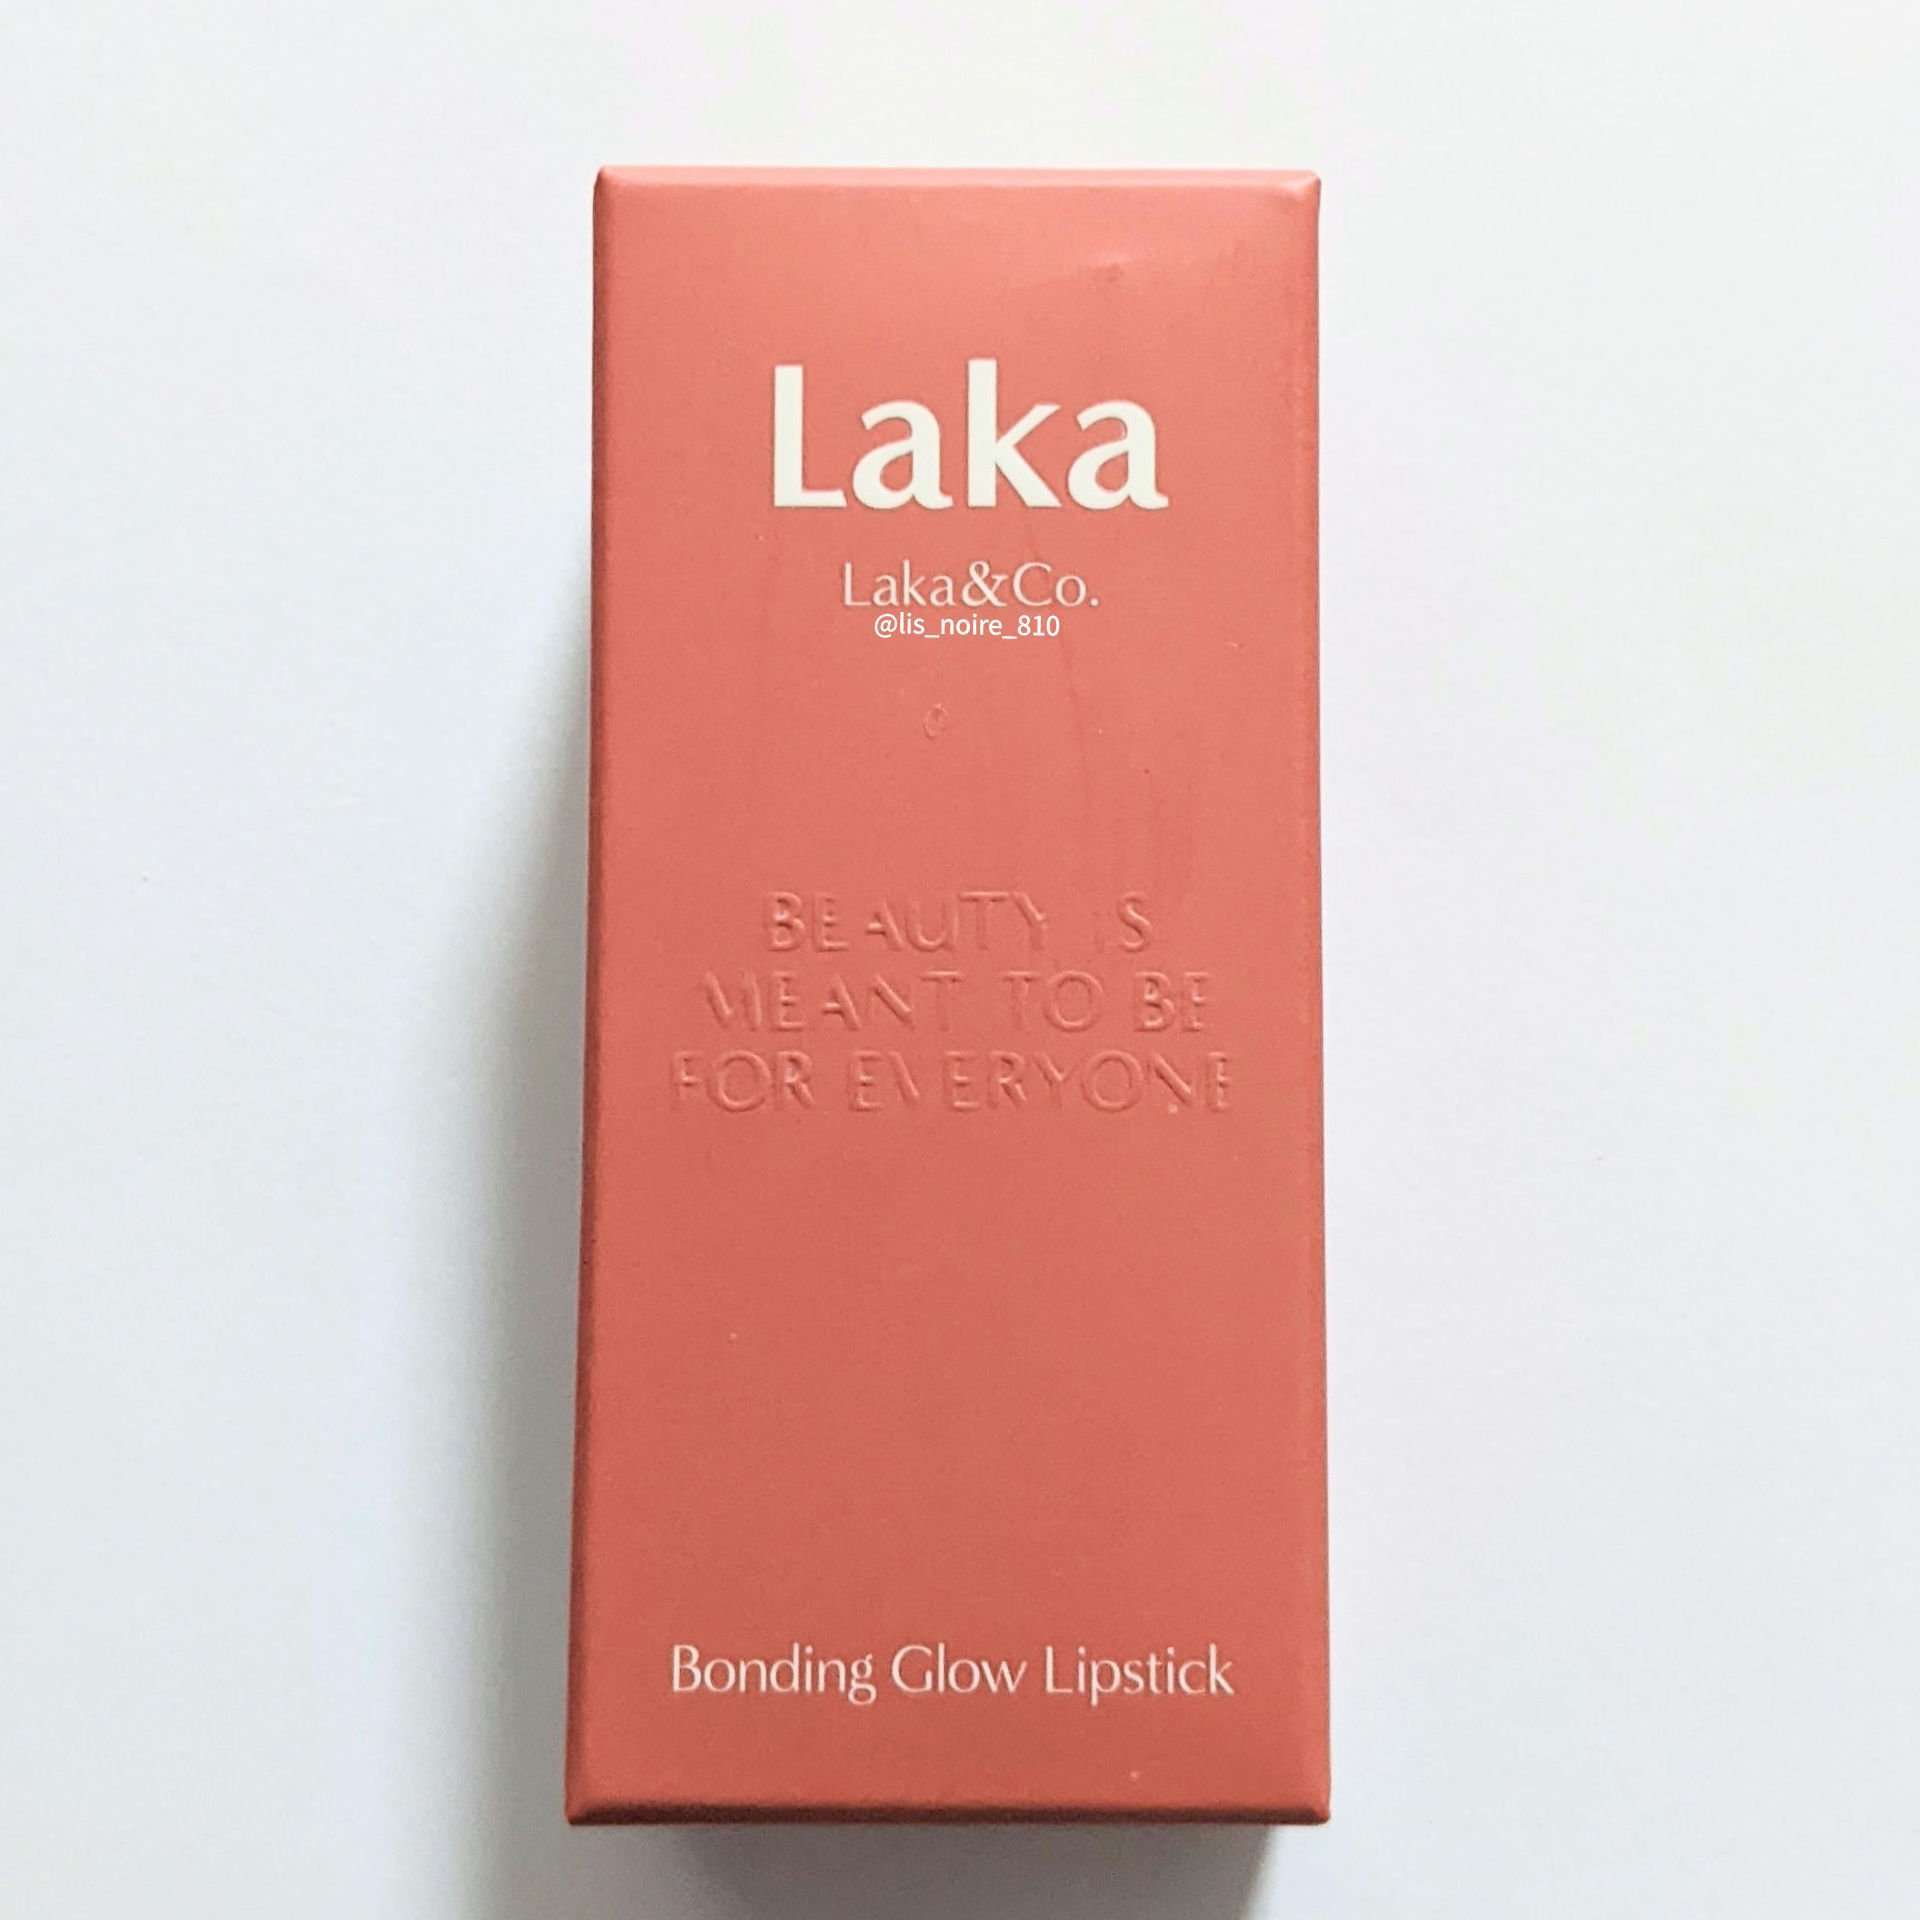 Laka
Laka&Co.
@lis_noire_810
BEAUTY IS
MEANT TO BE
FOR EVERYONE
Bonding Glow Lipstick